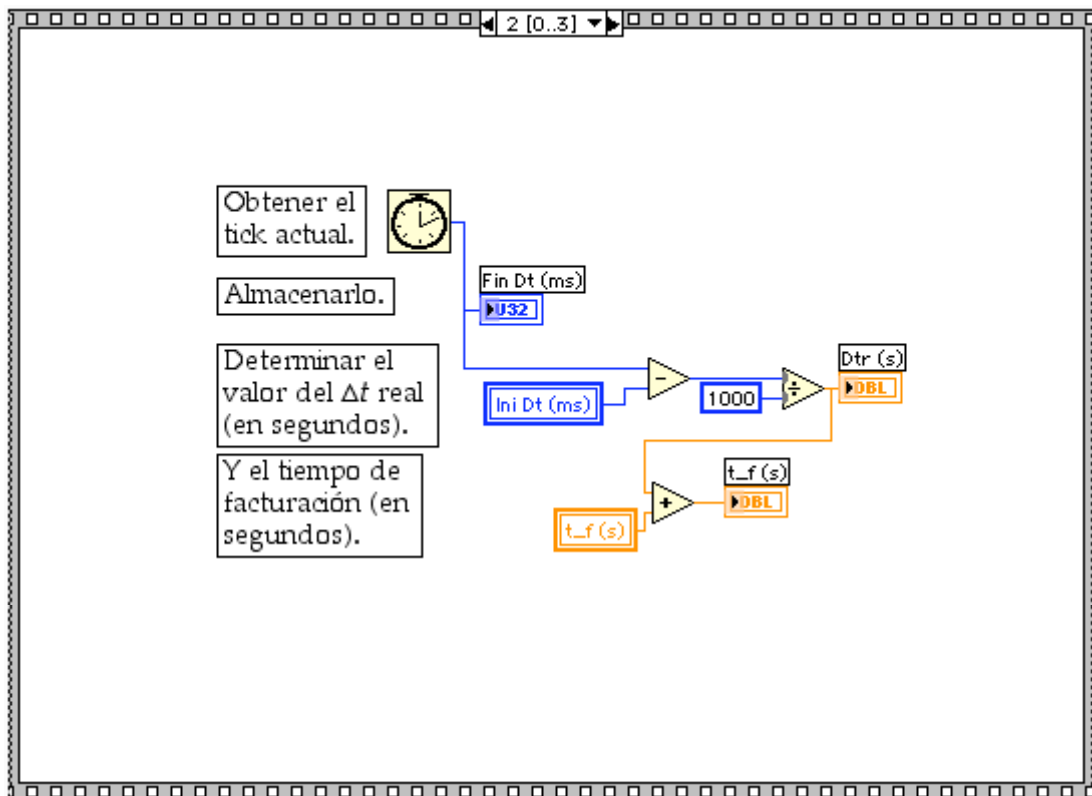 2 [0..3]
Obtener el
tick actual.
Almacenarlo.
Fin Dt (ms)
U32
Determinar el
valor del Δt real
(en segundos).
Ini Dt (ms)
-
1000
÷
Dtr (s)
DBL
Y el tiempo de
facturación (en
segundos).
t_f (s)
+
t_f (s)
DBL